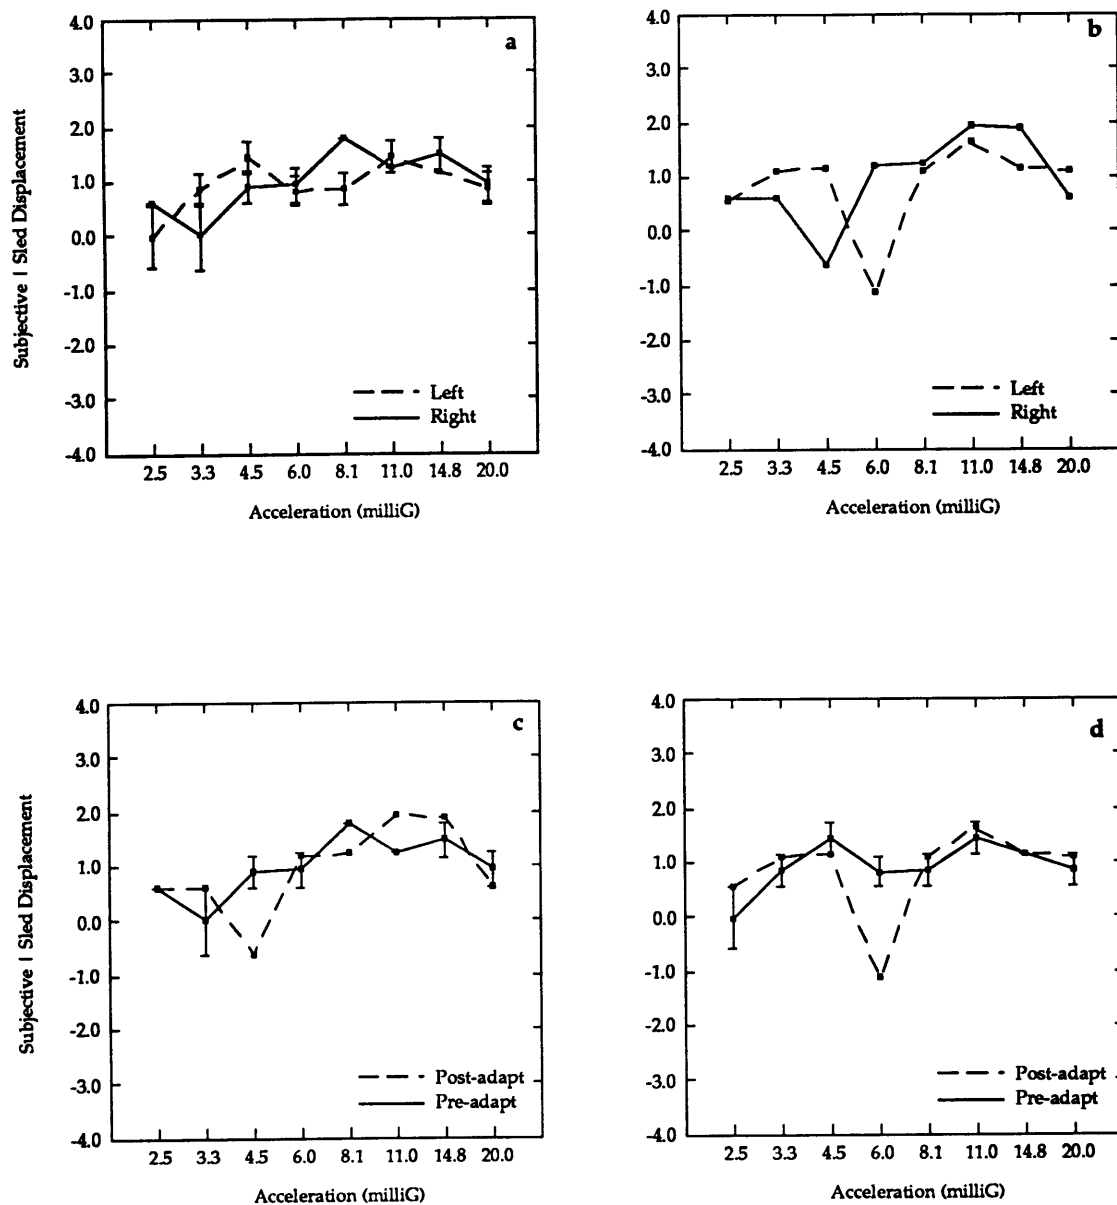 a
4.0
3.0
2.0
1.0
0.0
-1.0
-2.0
-3.0
-4.0
Subjective | Sled Displacement
Left
Right
2.5 3.3 4.5 6.0 8.1 11.0 14.8 20.0
Acceleration (milliG)
b
4.0
3.0
2.0
1.0
0.0
-1.0
-2.0
-3.0
-4.0
Left
Right
2.5 3.3 4.5 6.0 8.1 11.0 14.8 20.0
Acceleration (milliG)
c
4.0
3.0
2.0
1.0
0.0
-1.0
-2.0
-3.0
-4.0
Subjective | Sled Displacement
Post-adapt
Pre-adapt
2.5 3.3 4.5 6.0 8.1 11.0 14.8 20.0
Acceleration (milliG)
d
4.0
3.0
2.0
1.0
0.0
-1.0
-2.0
-3.0
-4.0
Post-adapt
Pre-adapt
2.5 3.3 4.5 6.0 8.1 11.0 14.8 20.0
Acceleration (milliG)